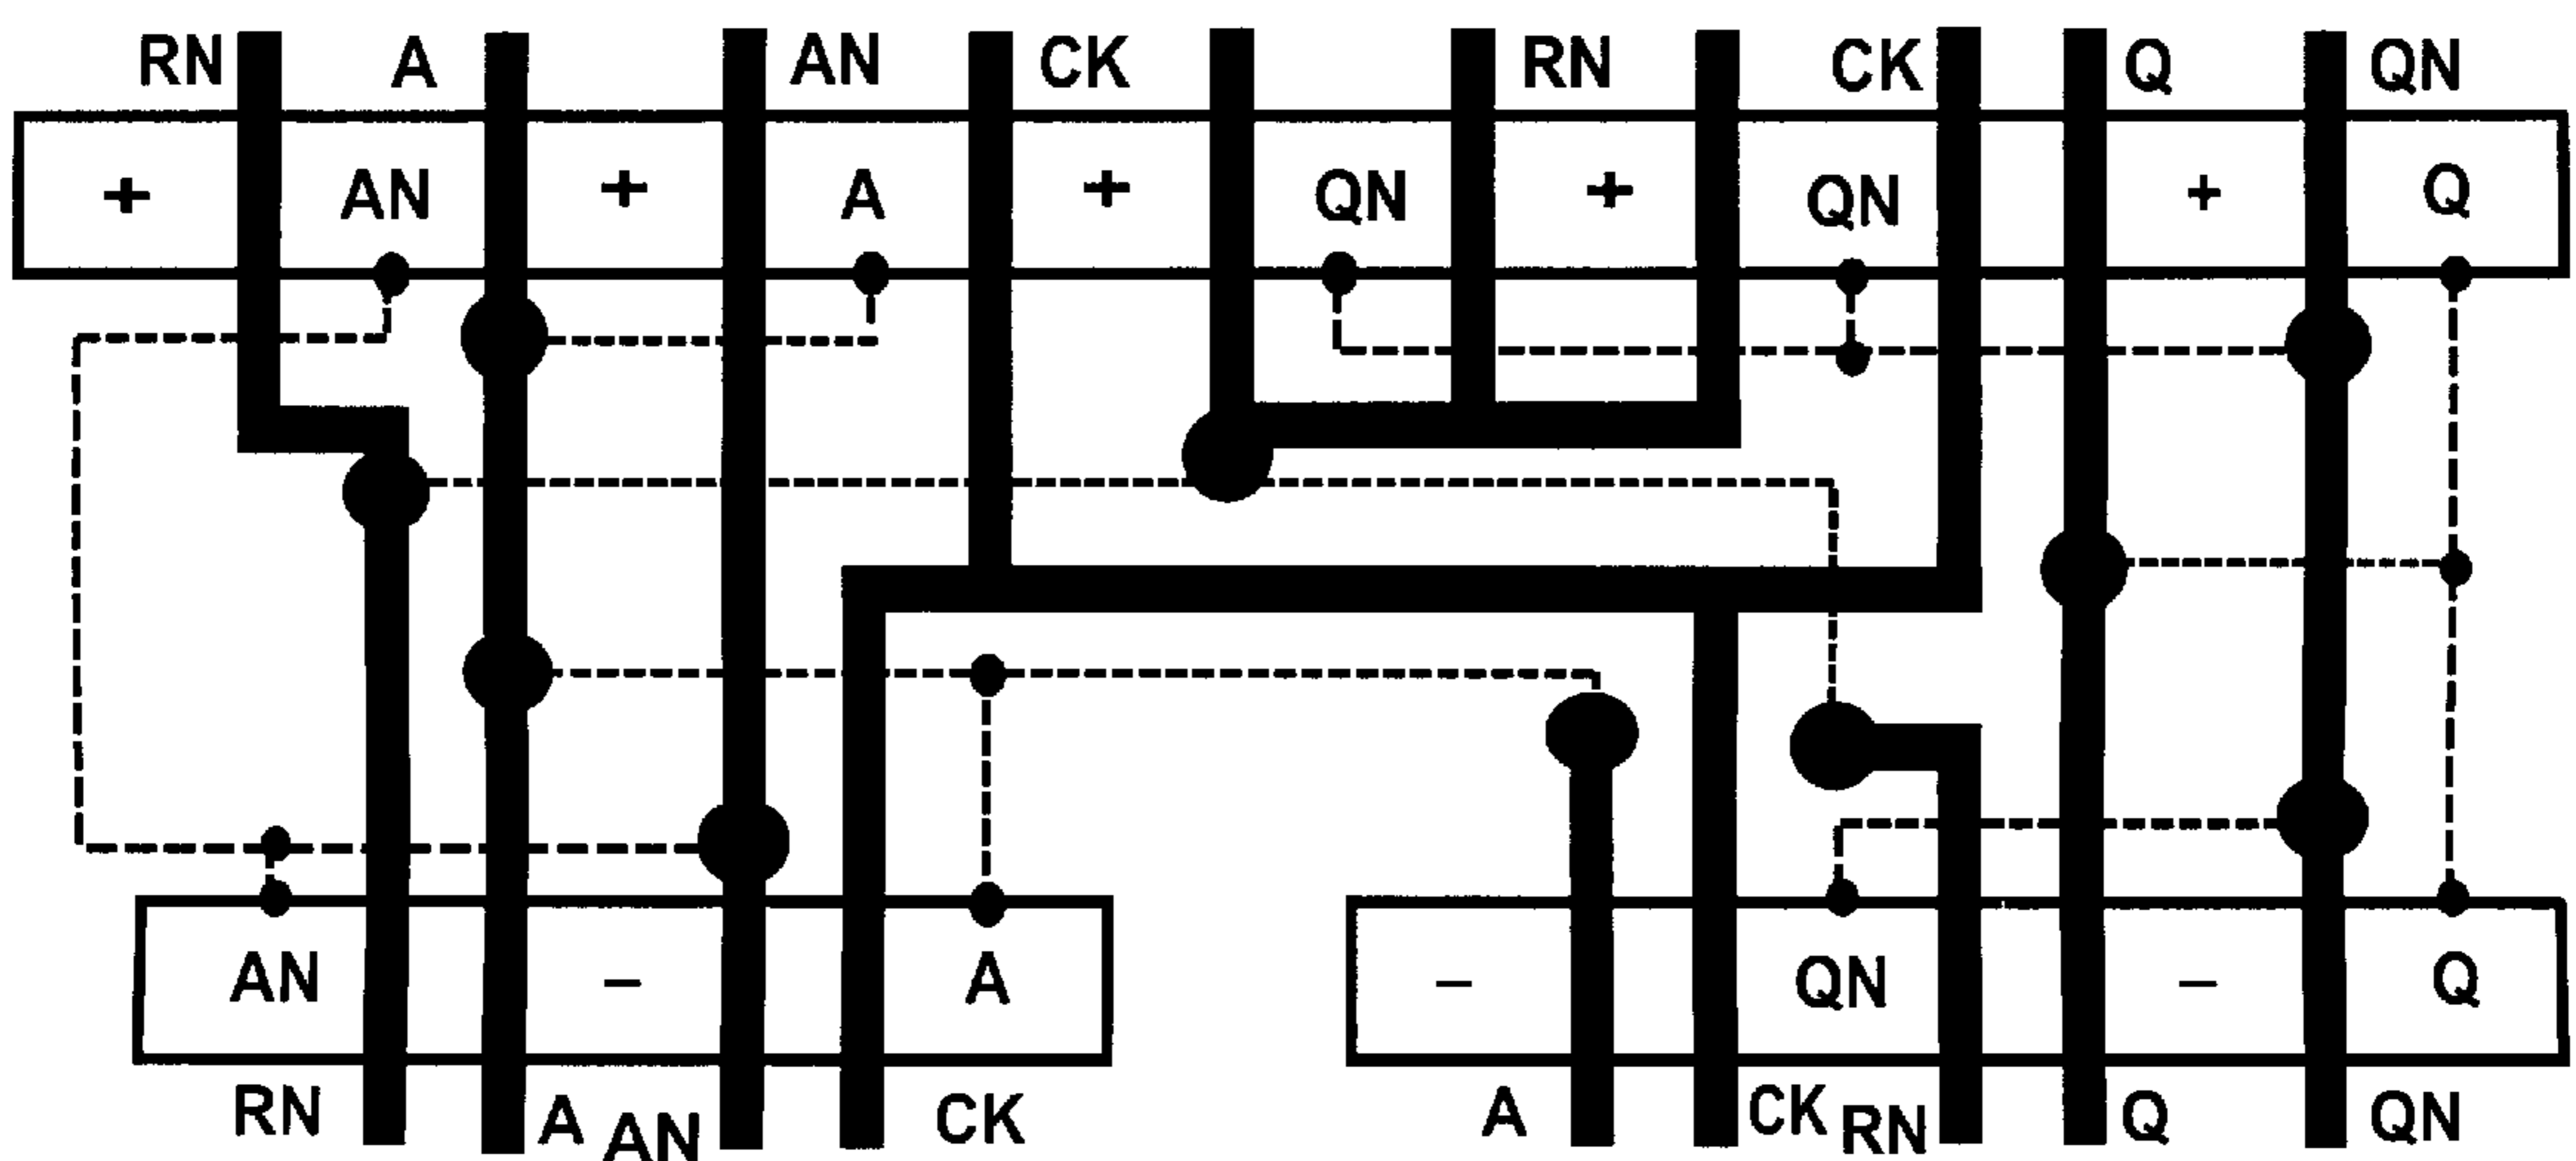 RN A AN CK RN CK Q QN
+ AN + A + QN + QN + Q
AN − A − QN − Q
RN A AN CK A CK RN Q QN